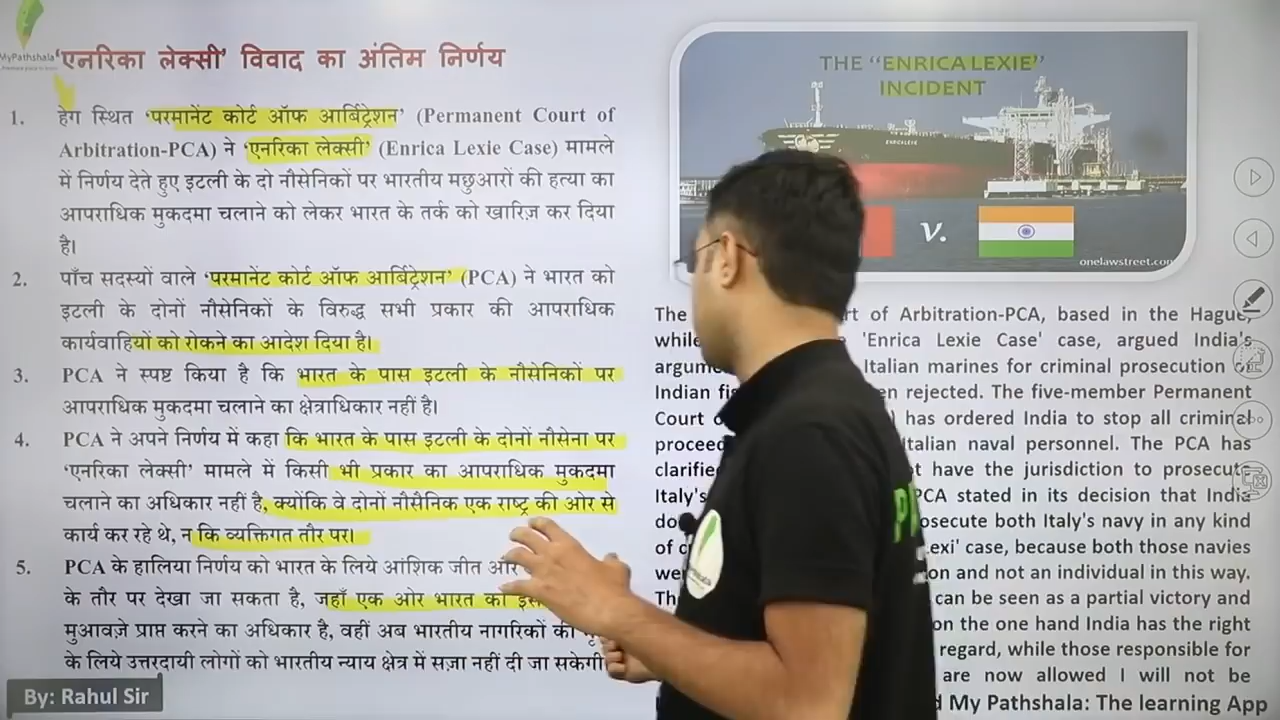 MyPathshala
'एनरिका लेक्सी' विवाद का अंतिम निर्णय
1. हेग स्थित 'परमानेंट कोर्ट ऑफ आर्बिट्रेशन' (Permanent Court of
Arbitration-PCA) ने 'एनरिका लेक्सी' (Enrica Lexie Case) मामले
में निर्णय देते हुए इटली के दो नौसेनिकों पर भारतीय मछुआरों की हत्या का
आपराधिक मुकदमा चलाने को लेकर भारत के तर्क को खारिज़ कर दिया
है।
2. पाँच सदस्यों वाले 'परमानेंट कोर्ट ऑफ आर्बिट्रेशन' (PCA) ने भारत को
इटली के दोनों नौसेनिकों के विरुद्ध सभी प्रकार की आपराधिक
कार्यवाहियों को रोकने का आदेश दिया है।
3. PCA ने स्पष्ट किया है कि भारत के पास इटली के नौसेनिकों पर
आपराधिक मुकदमा चलाने का क्षेत्राधिकार नहीं है।
4. PCA ने अपने निर्णय में कहा कि भारत के पास इटली के दोनों नौसेना पर
'एनरिका लेक्सी' मामले में किसी भी प्रकार का आपराधिक मुकदमा
चलाने का अधिकार नहीं है, क्योंकि वे दोनों नौसैनिक एक राष्ट्र की ओर से
कार्य कर रहे थे, न कि व्यक्तिगत तौर पर।
5. PCA के हालिया निर्णय को भारत के लिये आंशिक जीत और
के तौर पर देखा जा सकता है, जहाँ एक ओर भारत को इस
मुआवज़े प्राप्त करने का अधिकार है, वहीं अब भारतीय नागरिकों की
के लिये उत्तरदायी लोगों को भारतीय न्याय क्षेत्र में सज़ा नहीं दी जा सकेगी
By: Rahul Sir
THE "ENRICA LEXIE"
INCIDENT
ENRICA LEXIE
v.
onelawstreet.com
The rt of Arbitration-PCA, based in the Hague,
while 'Enrica Lexie Case' case, argued India's
argum Italian marines for criminal prosecution
Indian fi en rejected. The five-member Permanent
Court has ordered India to stop all criminal
proceed talian naval personnel. The PCA has
clarifie t have the jurisdiction to prosecute
Italy's PCA stated in its decision that India
do osecute both Italy's navy in any kind
of exi' case, because both those navies
we on and not an individual in this way.
Th can be seen as a partial victory and
on the one hand India has the right
regard, while those responsible for
are now allowed I will not be
d My Pathshala: The learning App